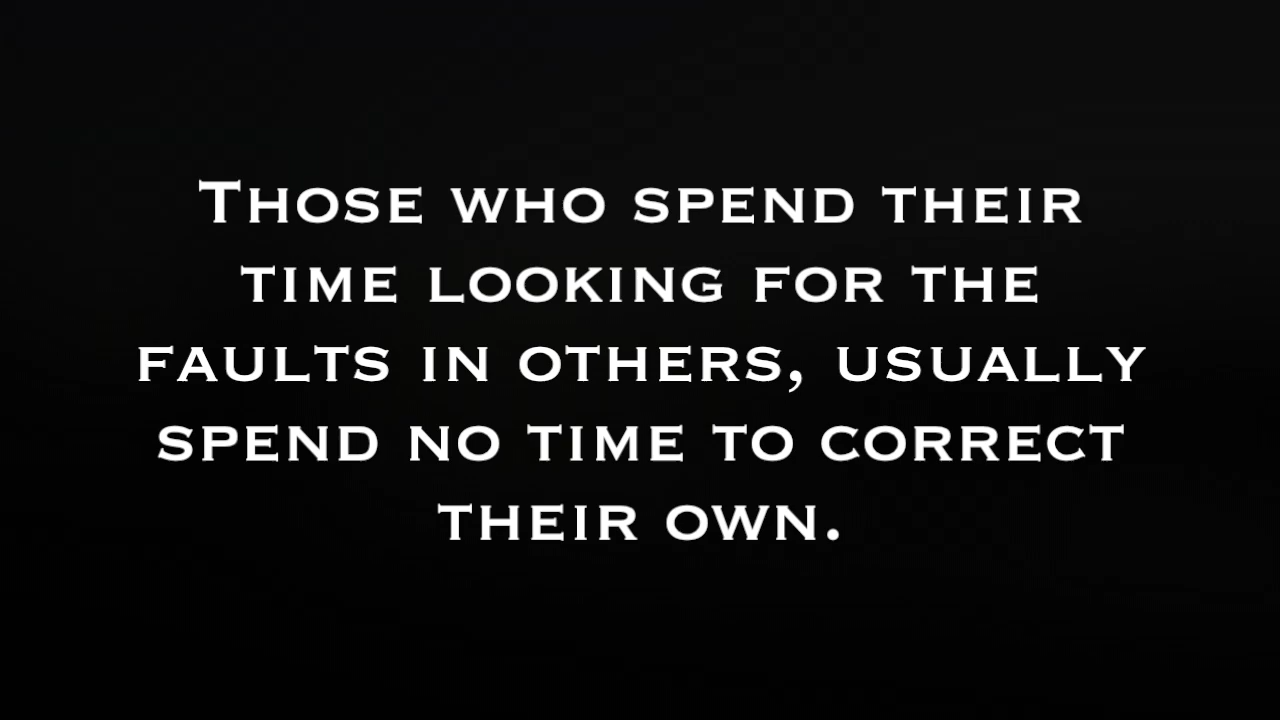 Those who spend their
time looking for the
faults in others, usually
spend no time to correct
their own.